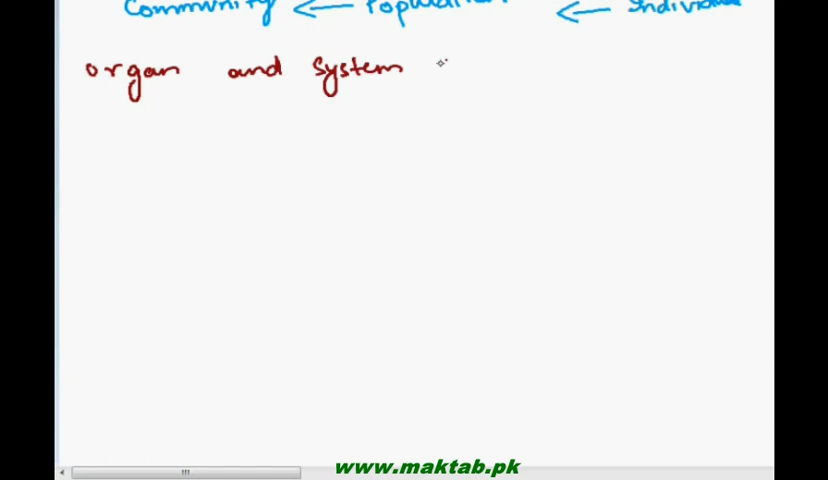 Community ← Population ← Individual
organ and System
www.maktab.pk